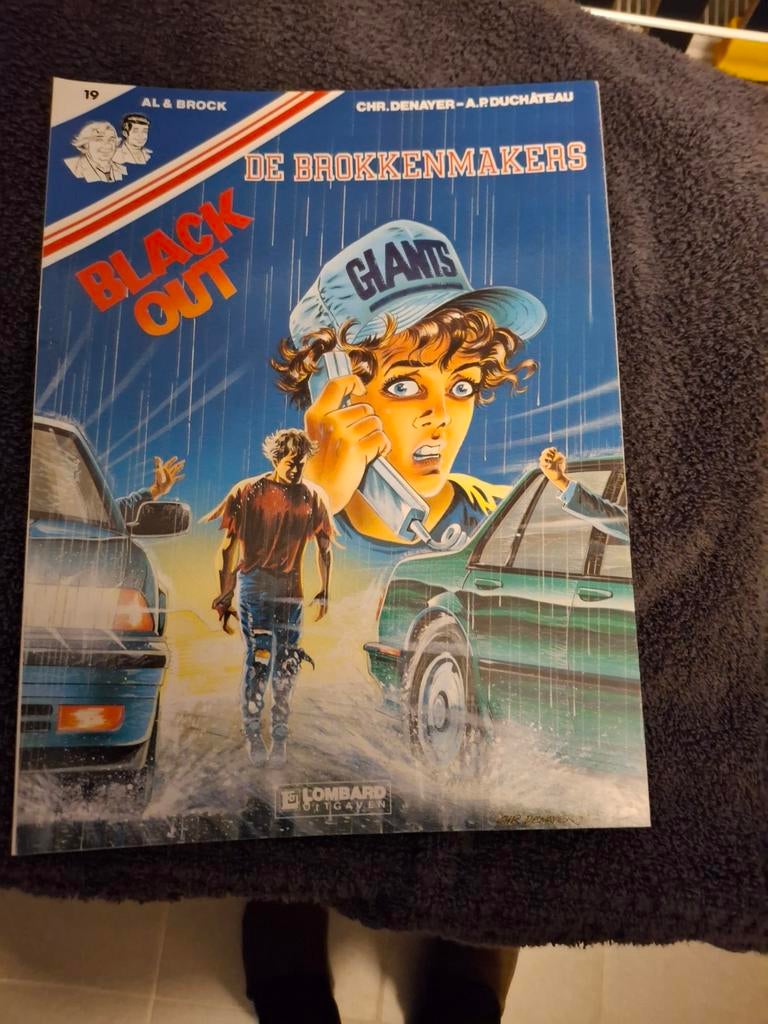 19
AL & BROCK
CHR. DENAYER-A.P. DUCHÂTEAU
DE BROKKENMAKERS
BLACK
OUT
GIANTS
LOMBARD
UITGAVEN
CHR DENAYER